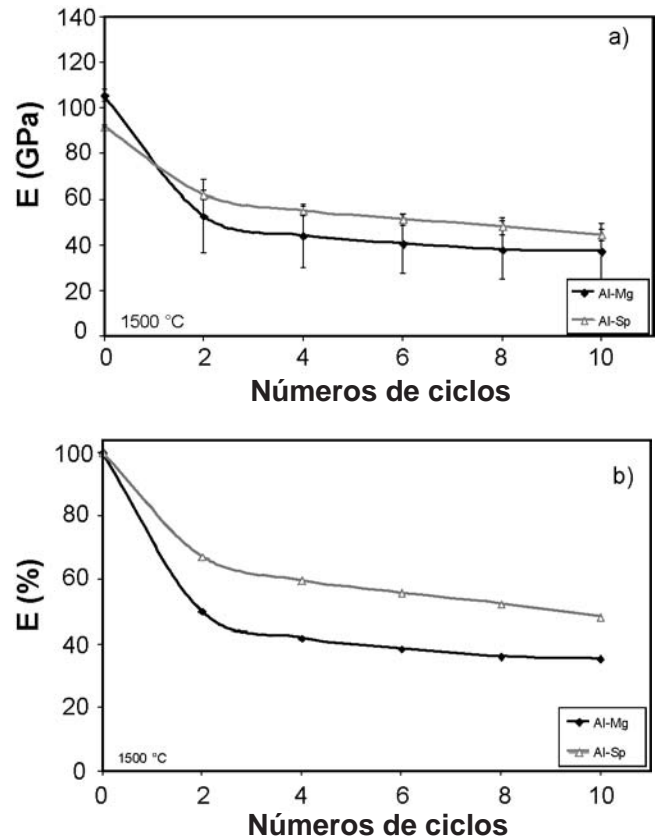 a)
E (GPa)
140
120
100
80
60
40
20
0
1500 °C
Al-Mg
Al-Sp
0 2 4 6 8 10
Números de ciclos
b)
E (%)
100
80
60
40
20
0
1500 °C
Al-Mg
Al-Sp
0 2 4 6 8 10
Números de ciclos